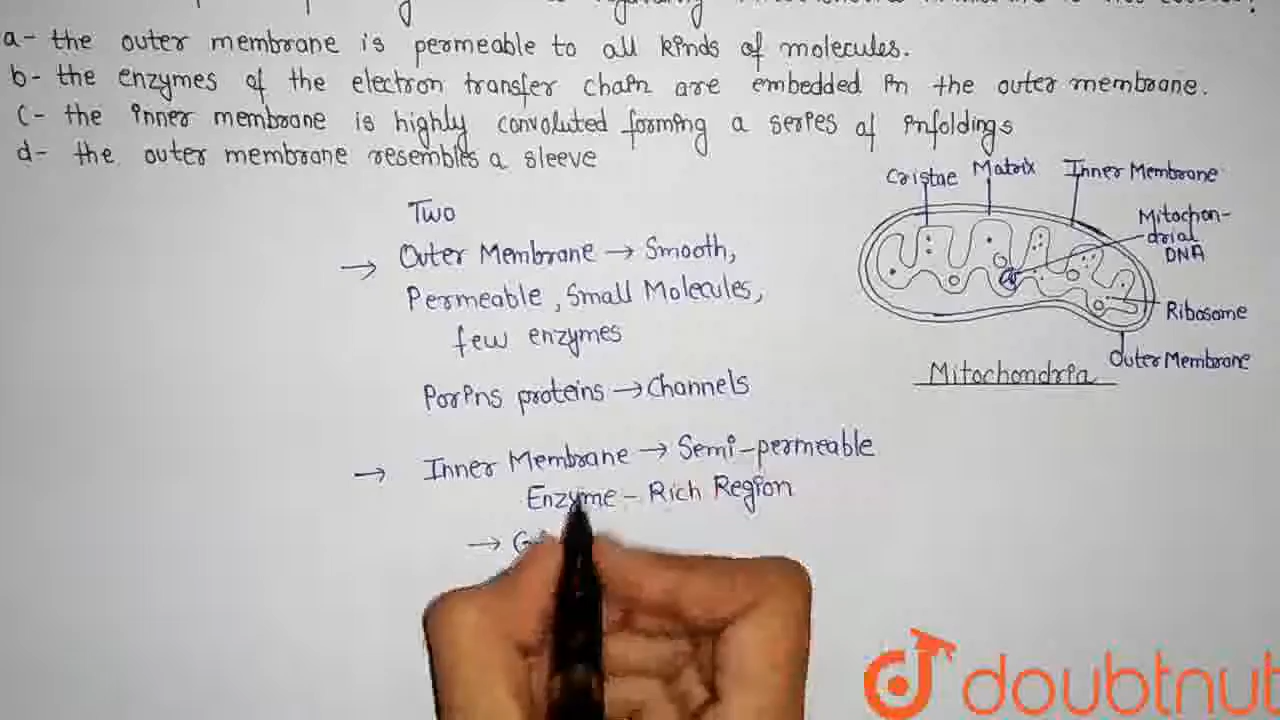 a- the outer membrane is permeable to all kinds of molecules.
b- the enzymes of the electron transfer chain are embedded in the outer membrane.
c- the inner membrane is highly convoluted forming a series of infoldings
d- the outer membrane resembles a sleeve
Cristae
Matrix
Inner Membrane
Mitochon-
drial
DNA
Ribosome
Outer Membrane
Mitochondria
Two
→ Outer Membrane → Smooth,
Permeable, Small Molecules,
few enzymes
Porins proteins → Channels
→ Inner Membrane → Semi-permeable
Enzyme - Rich Region
→
doubtnut